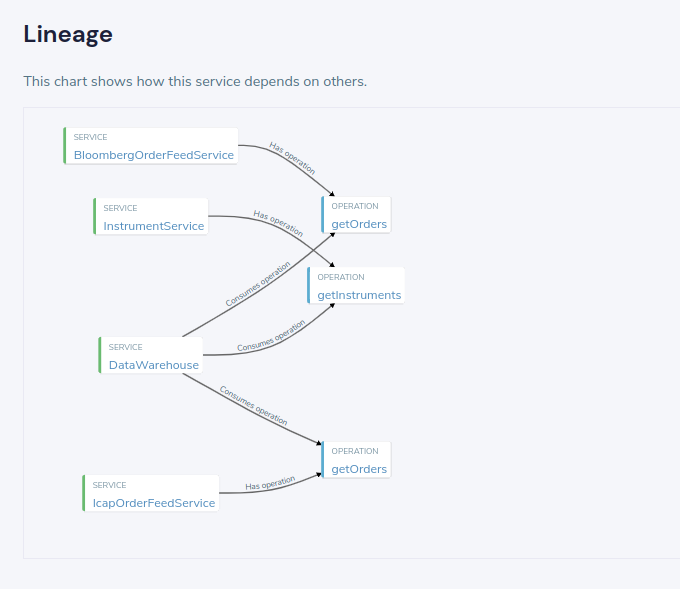 Lineage
This chart shows how this service depends on others.
SERVICE
BloombergOrderFeedService
Has operation
SERVICE
InstrumentService
Has operation
OPERATION
getOrders
Consumes operation
OPERATION
getInstruments
Consumes operation
SERVICE
DataWarehouse
Consumes operation
OPERATION
getOrders
SERVICE
IcapOrderFeedService
Has operation